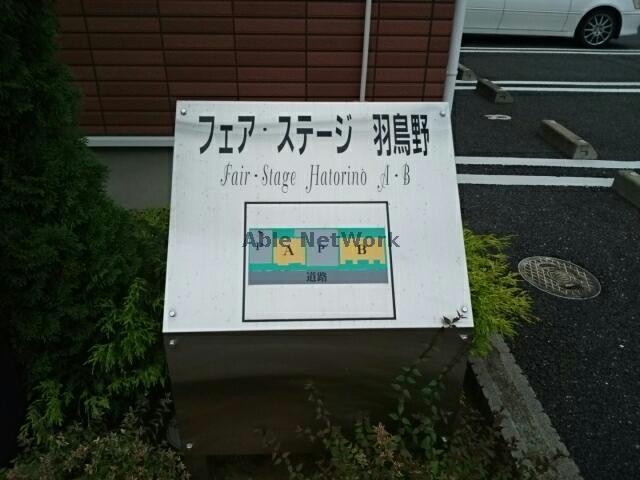 フェア・ステージ 羽鳥野
Fair・Stage Hatorino A・B
Able NetWork
P A P B
道路